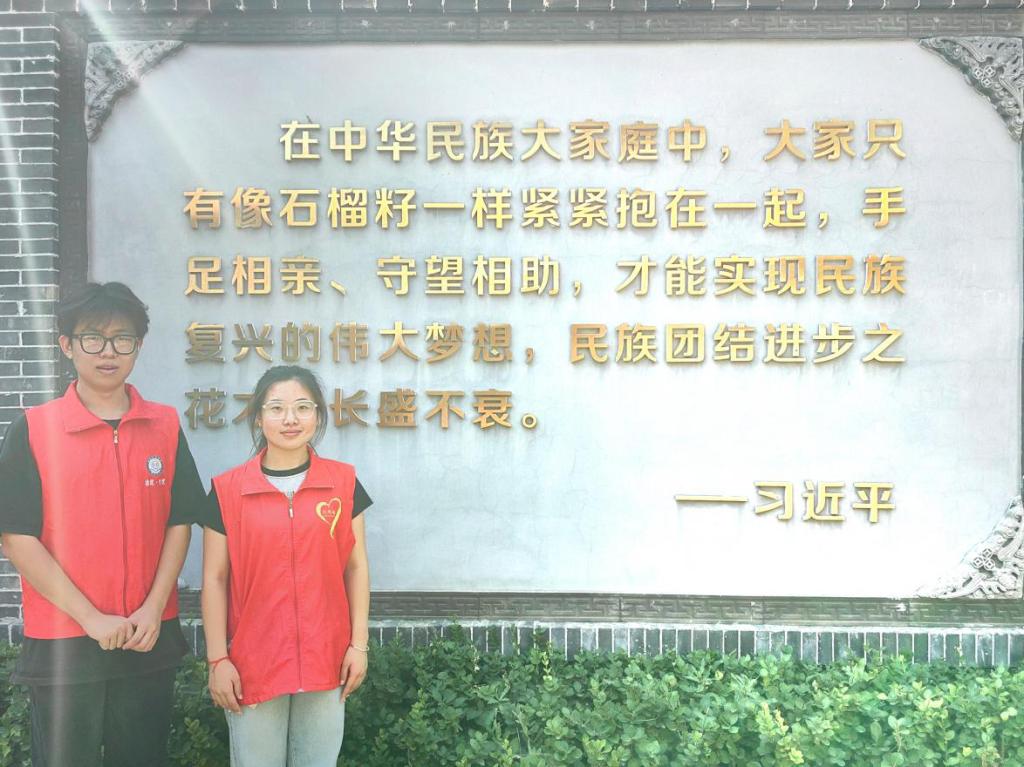 在中华民族大家庭中，大家只
有像石榴籽一样紧紧抱在一起，手
足相亲、守望相助，才能实现民族
复兴的伟大梦想，民族团结进步之
花才 长盛不衰。
——习近平